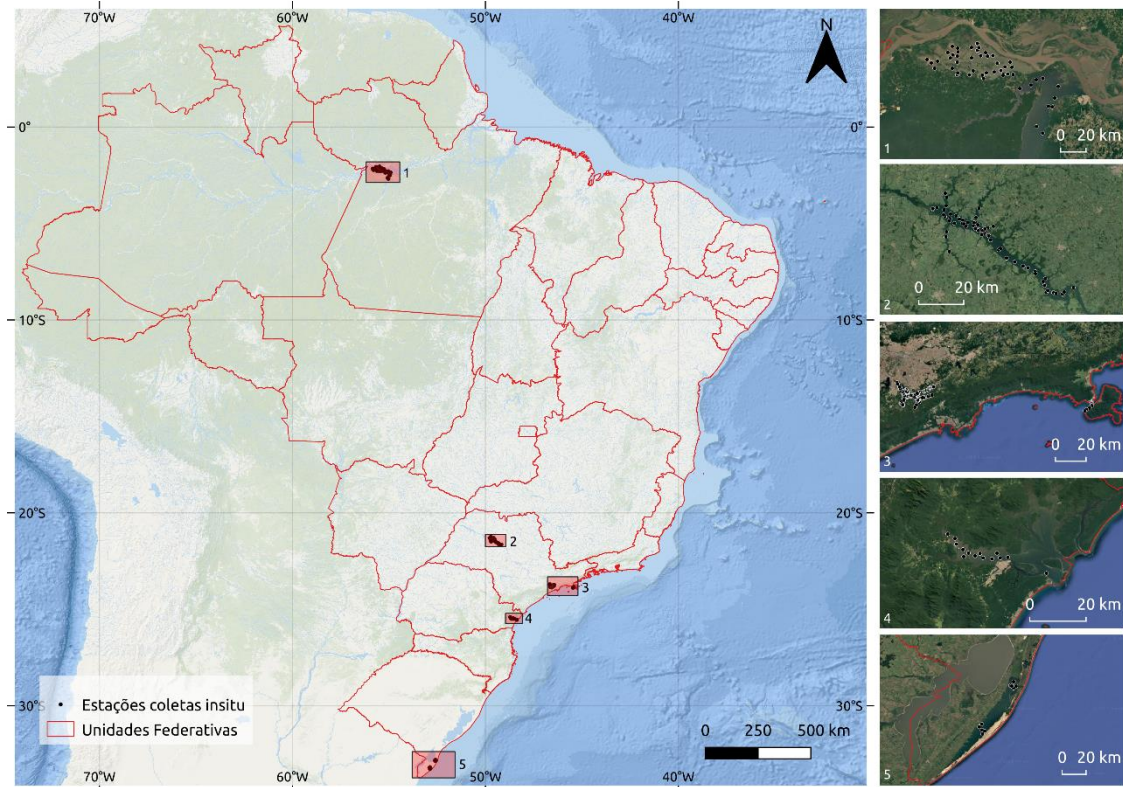 70°W 60°W 50°W 40°W
N
0° 0°
1
10°S 10°S
20°S 20°S
2
3
4
30°S 30°S
5
Estações coletas insitu
Unidades Federativas
0 250 500 km
70°W 60°W 50°W 40°W
0 20 km
1
0 20 km
2
0 20 km
3
0 20 km
4
0 20 km
5